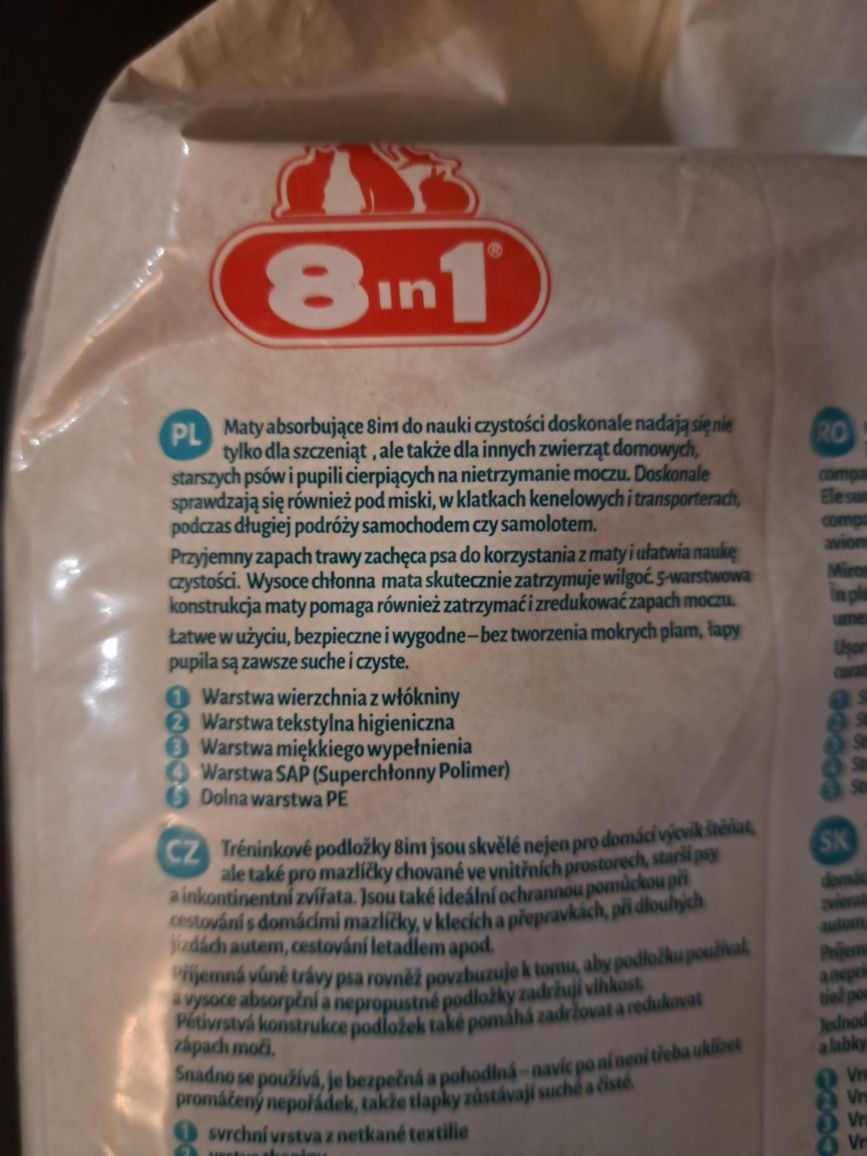 8in1®
PL Maty absorbujące 8in1 do nauki czystości doskonale nadają się nie
tylko dla szczeniąt , ale także dla innych zwierząt domowych,
starszych psów i pupili cierpiących na nietrzymanie moczu. Doskonale
sprawdzają się również pod miski, w klatkach kenelowych i transporterach,
podczas długiej podróży samochodem czy samolotem.
Przyjemny zapach trawy zachęca psa do korzystania z maty i ułatwia naukę
czystości. Wysoce chłonna mata skutecznie zatrzymuje wilgoć. 5-warstwowa
konstrukcja maty pomaga również zatrzymać i zredukować zapach moczu.
Łatwe w użyciu, bezpieczne i wygodne – bez tworzenia mokrych plam, łapy
pupila są zawsze suche i czyste.
1 Warstwa wierzchnia z włókniny
2 Warstwa tekstylna higieniczna
3 Warstwa miękkiego wypełnienia
4 Warstwa SAP (Superchłonny Polimer)
5 Dolna warstwa PE
CZ Tréninkové podložky 8in1 jsou skvělé nejen pro domácí výcvik štěňat,
ale také pro mazlíčky chované ve vnitřních prostorech, starší psy
a inkontinentní zvířata. Jsou také ideální ochrannou pomůckou při
cestování s domácími mazlíčky, v klecích a přepravkách, při dlouhých
jízdách autem, cestování letadlem apod.
Příjemná vůně trávy psa rovněž povzbuzuje k tomu, aby podložku používal,
a vysoce absorpční a nepropustné podložky zadržují vlhkost.
Pětivrstvá konstrukce podložek také pomáhá zadržovat a redukovat
zápach moči.
Snadno se používá, je bezpečná a pohodlná – navíc po ní není třeba uklízet
promáčený nepořádek, takže tlapky zůstávají suché a čisté.
1 svrchní vrstva z netkané textilie
RO
SK